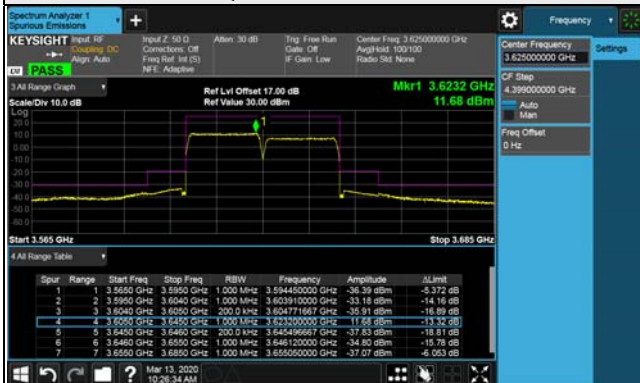 Spectrum Analyzer 1
Spurious Emissions
+
Frequency
KEYSIGHT
Input: RF
Coupling: DC
Align: Auto
Input Z: 50 Ω
Corrections: Off
Freq Ref: Int (S)
NFE: Adaptive
Atten: 30 dB
Trig: Free Run
Gate: Off
IF Gain: Low
Center Freq: 3.625000000 GHz
Avg|Hold: 100/100
Radio Std: None
PASS
Center Frequency
3.625000000 GHz
Settings
CF Step
4.399000000 GHz
Auto
Man
Freq Offset
0 Hz
3 All Range Graph
Scale/Div 10.0 dB
Ref Lvl Offset 17.00 dB
Ref Value 30.00 dBm
Mkr1 3.6232 GHz
11.68 dBm
Log
20.0
10.0
0.00
-10.0
-20.0
-30.0
-40.0
-50.0
-60.0
1
Start 3.565 GHz
Stop 3.685 GHz
4 All Range Table
Spur Range Start Freq Stop Freq RBW Frequency Amplitude ΔLimit
1 1 3.5650 GHz 3.5950 GHz 1.000 MHz 3.594450000 GHz -36.39 dBm -5.372 dB
2 2 3.5950 GHz 3.6040 GHz 1.000 MHz 3.603910000 GHz -33.18 dBm -14.16 dB
3 3 3.6040 GHz 3.6050 GHz 200.0 kHz 3.604771667 GHz -35.91 dBm -16.89 dB
4 4 3.6050 GHz 3.6450 GHz 1.000 MHz 3.623200000 GHz 11.68 dBm -13.32 dB
5 5 3.6450 GHz 3.6460 GHz 200.0 kHz 3.645496667 GHz -37.83 dBm -18.81 dB
6 6 3.6460 GHz 3.6550 GHz 1.000 MHz 3.646120000 GHz -34.80 dBm -15.78 dB
7 7 3.6550 GHz 3.6850 GHz 1.000 MHz 3.655050000 GHz -37.07 dBm -6.053 dB
?
Mar 13, 2020
10:26:34 AM